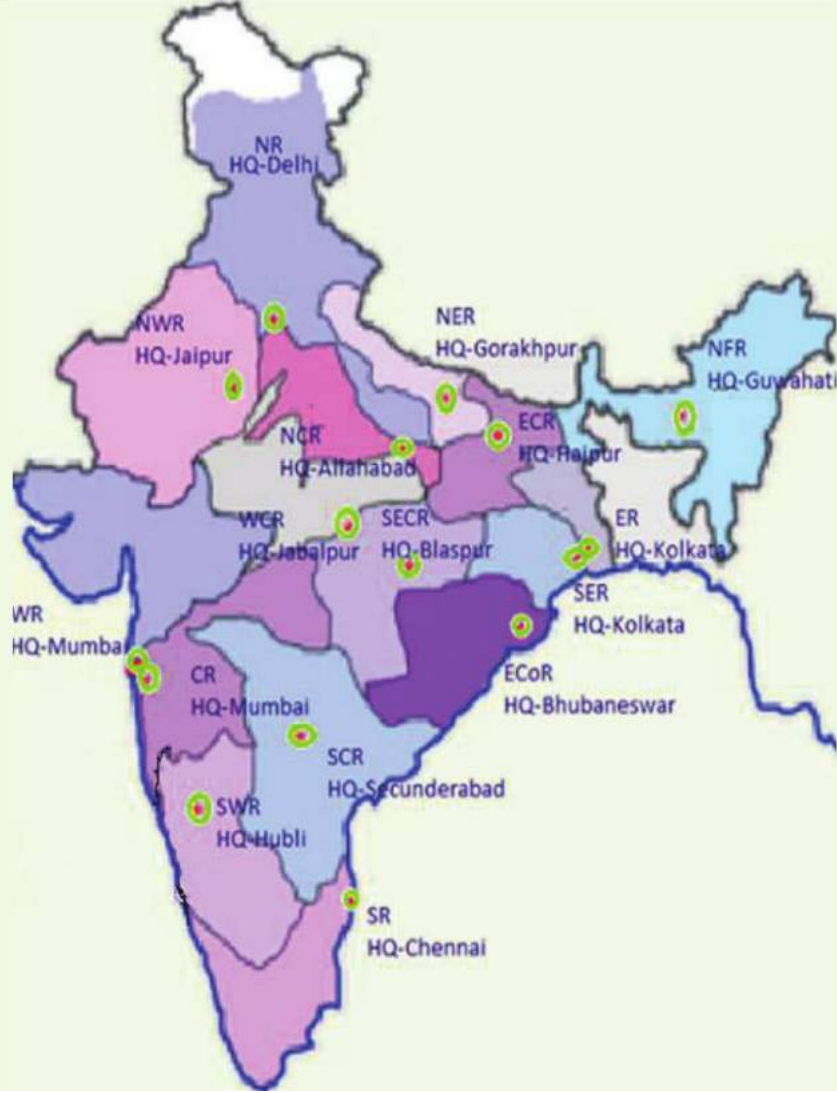 NR
HQ-Delhi
NWR
HQ-Jaipur
NER
HQ-Gorakhpur
NFR
HQ-Guwahati
NCR
HQ-Allahabad
ECR
HQ-Haipur
WCR
HQ-Jabalpur
SECR
HQ-Blaspur
ER
HQ-Kolkata
SER
HQ-Kolkata
WR
HQ-Mumbai
CR
HQ-Mumbai
ECoR
HQ-Bhubaneswar
SCR
HQ-Secunderabad
SWR
HQ-Hubli
SR
HQ-Chennai